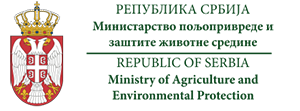 РЕПУБЛИКА СРБИЈА
Министарство пољопривреде и
заштите животне средине
REPUBLIC OF SERBIA
Ministry of Agriculture and
Environmental Protection